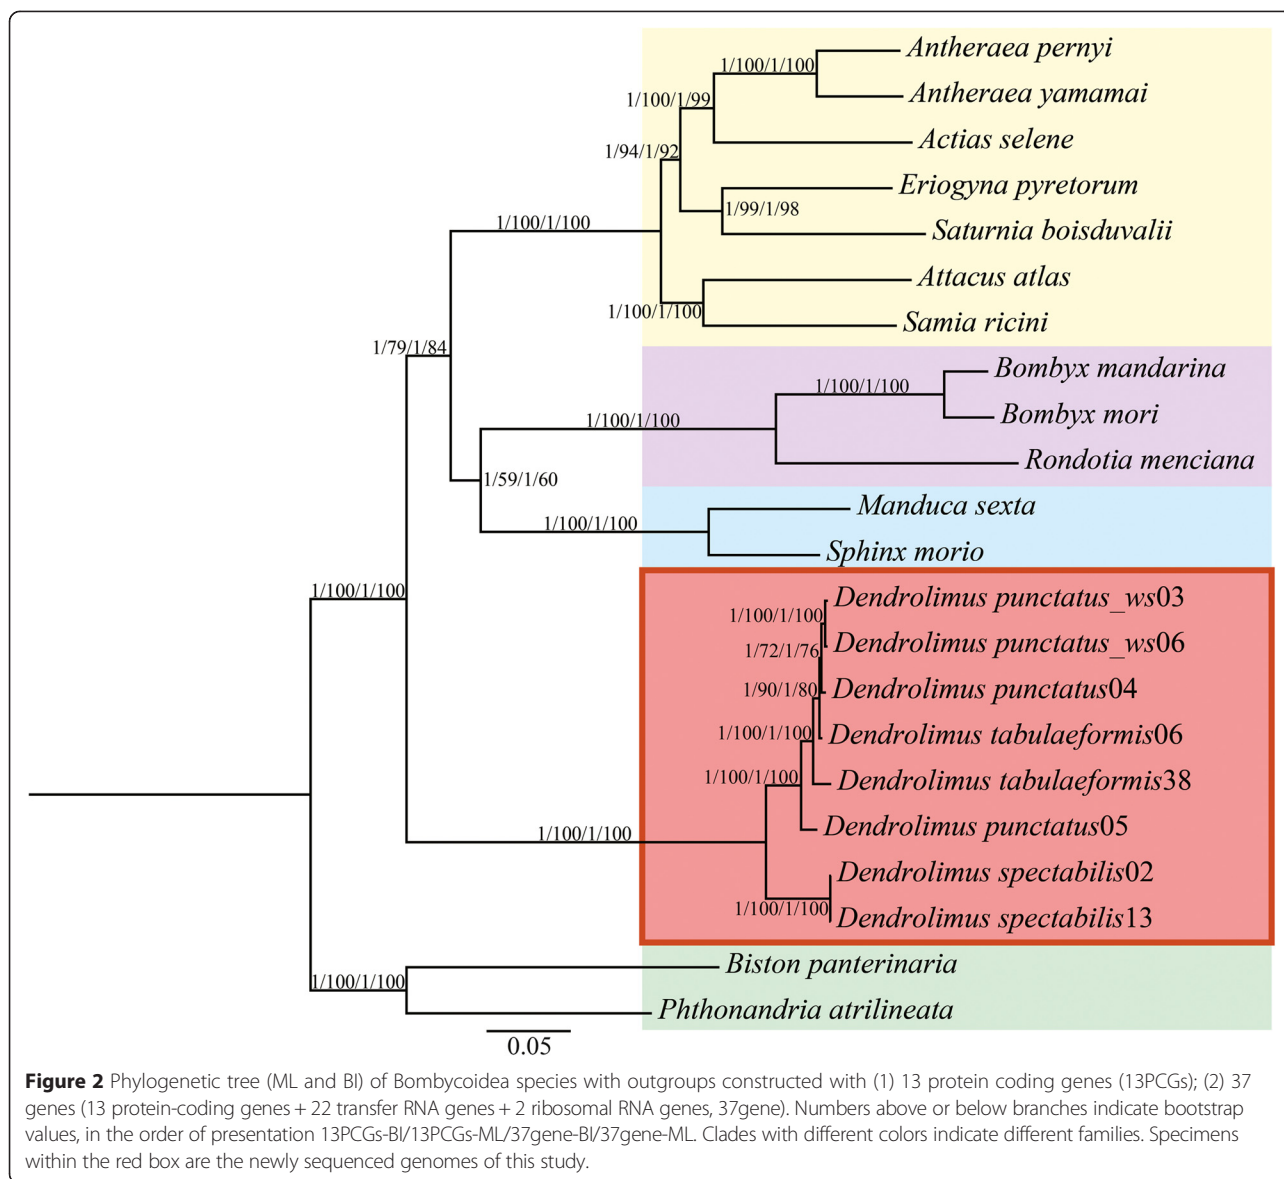 Antheraea pernyi
1/100/1/100
Antheraea yamamai
1/100/1/99
Actias selene
1/94/1/92
Eriogyna pyretorum
1/99/1/98
1/100/1/100
Saturnia boisduvalii
Attacus atlas
1/100/1/100
Samia ricini
1/79/1/84
Bombyx mandarina
1/100/1/100
Bombyx mori
1/100/1/100
Rondotia menciana
1/59/1/60
Manduca sexta
1/100/1/100
Sphinx morio
1/100/1/100
Dendrolimus punctatus_ws03
1/100/1/100
Dendrolimus punctatus_ws06
1/72/1/76
Dendrolimus punctatus04
1/90/1/80
Dendrolimus tabulaeformis06
1/100/1/100
Dendrolimus tabulaeformis38
1/100/1/100
Dendrolimus punctatus05
1/100/1/100
Dendrolimus spectabilis02
1/100/1/100
Dendrolimus spectabilis13
Biston panterinaria
1/100/1/100
Phthonandria atrilineata
0.05
Figure 2 Phylogenetic tree (ML and BI) of Bombycoidea species with outgroups constructed with (1) 13 protein coding genes (13PCGs); (2) 37
genes (13 protein-coding genes + 22 transfer RNA genes + 2 ribosomal RNA genes, 37gene). Numbers above or below branches indicate bootstrap
values, in the order of presentation 13PCGs-BI/13PCGs-ML/37gene-BI/37gene-ML. Clades with different colors indicate different families. Specimens
within the red box are the newly sequenced genomes of this study.